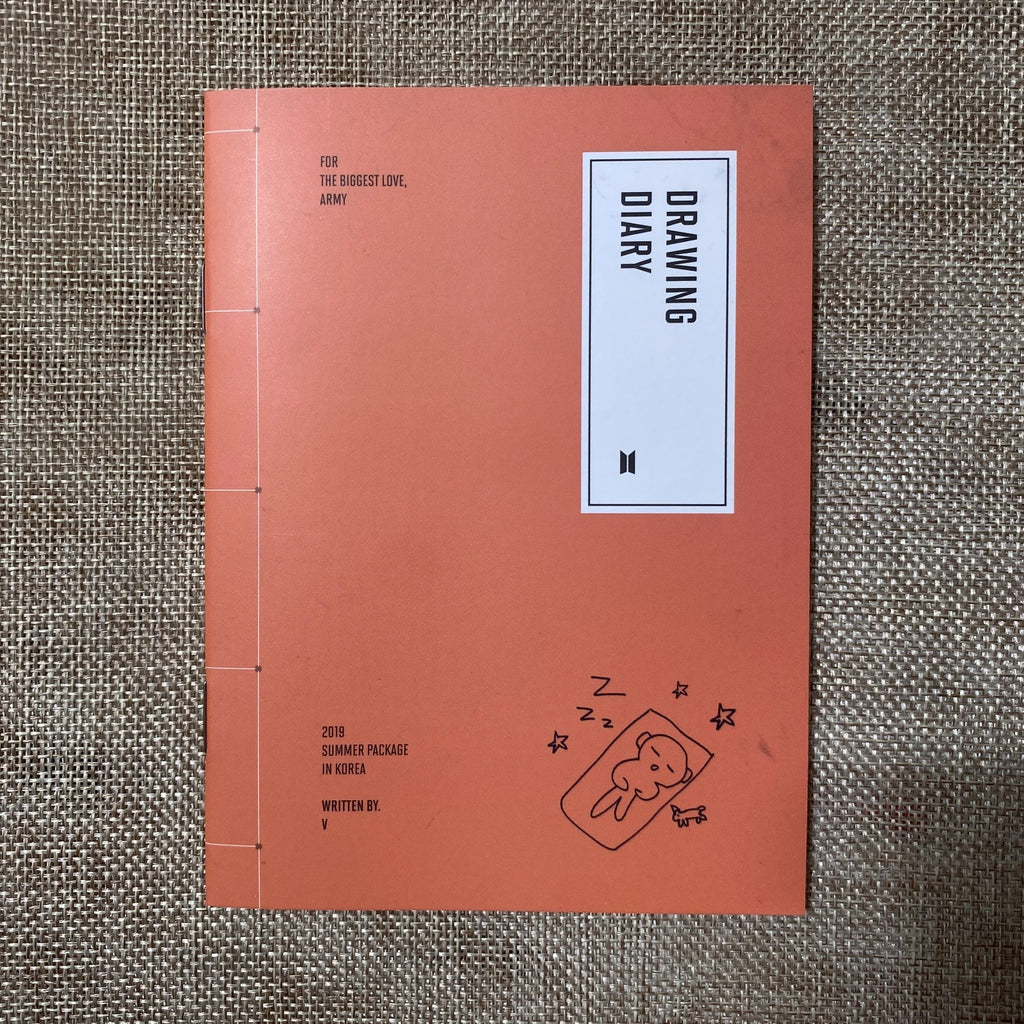 FOR
THE BIGGEST LOVE,
ARMY
DRAWING
DIARY
Z
Z Z
2019
SUMMER PACKAGE
IN KOREA
WRITTEN BY.
V